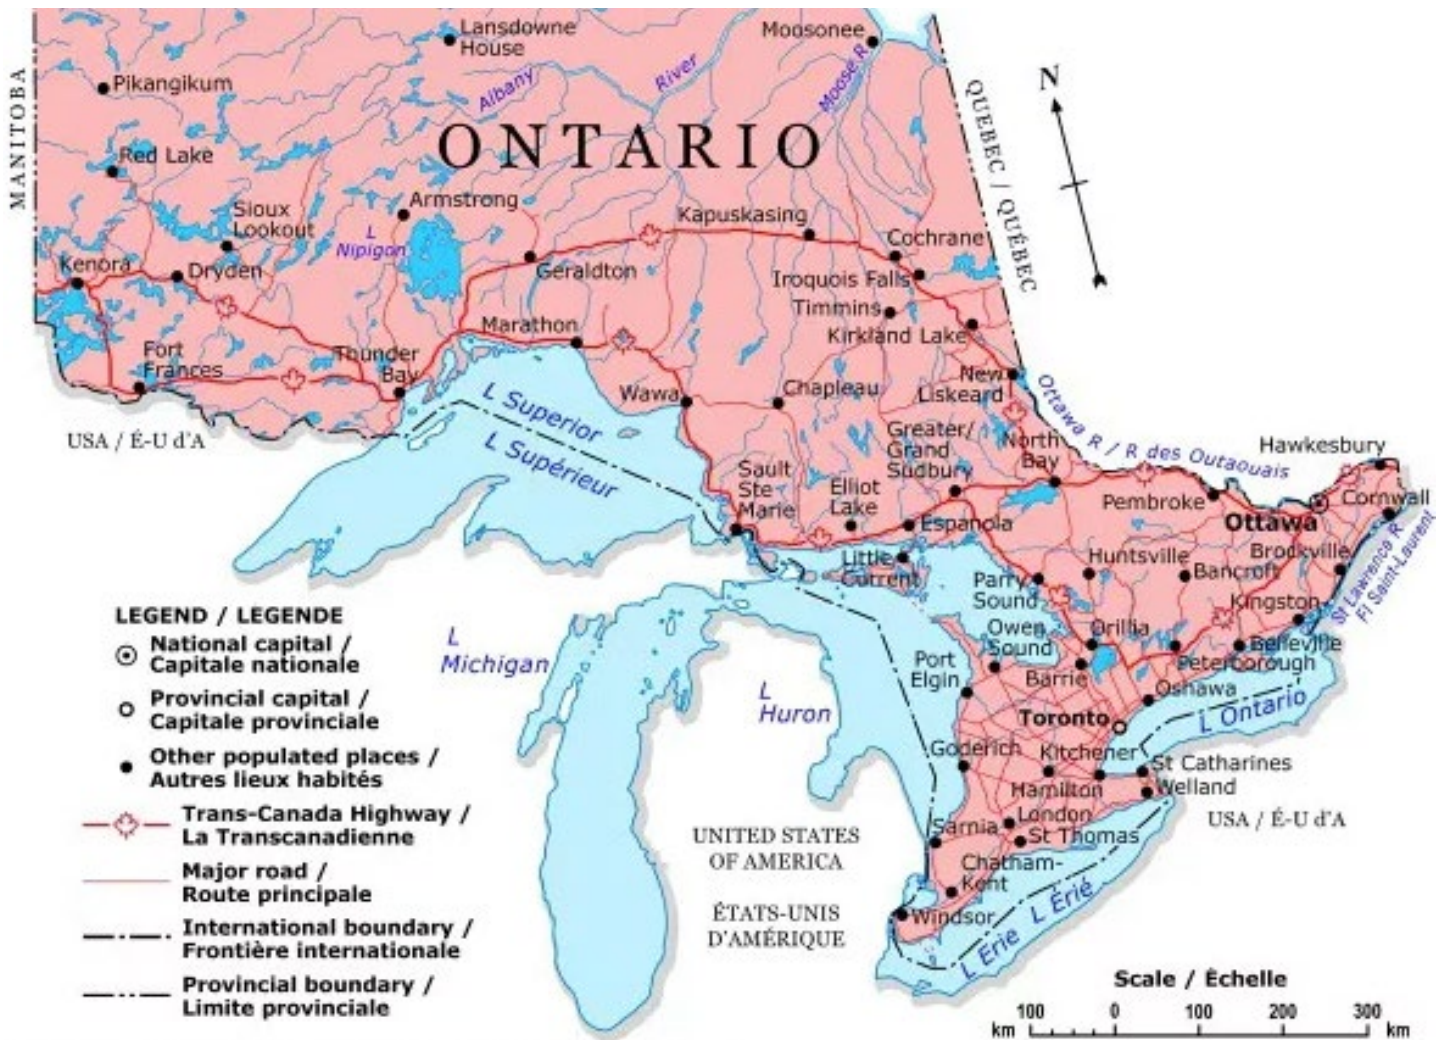 Lansdowne
House
Moosonee
Pikangikum
Albany
River
Moose R
N
MANITOBA
ONTARIO
QUEBEC / QUÉBEC
Red Lake
Sioux
Lookout
Armstrong
L
Nipigon
Kapuskasing
Cochrane
Kenora
Dryden
Geraldton
Iroquois Falls
Timmins
Marathon
Kirkland Lake
Fort
Frances
Thunder
Bay
Wawa
Chapleau
New
Liskeard
Ottawa R / R des Outaouais
USA / É-U d'A
L Superior
L Supérieur
Greater/
Grand
Sudbury
North
Bay
Hawkesbury
Sault
Ste
Marie
Elliot
Lake
Espanola
Pembroke
Ottawa
Cornwall
Little
Current
Parry
Sound
Huntsville
Bancroft
Brockville
Kingston
St Lawrence R
Fl Saint-Laurent
Owen
Sound
Orillia
Belleville
Peterborough
Port
Elgin
Barrie
Oshawa
L
Michigan
L
Huron
Toronto
L Ontario
Goderich
Kitchener
St Catharines
Hamilton
Welland
London
Sarnia
St Thomas
USA / É-U d'A
Chatham-
Kent
Windsor
L Érié
L Erie
UNITED STATES
OF AMERICA
ÉTATS-UNIS
D'AMÉRIQUE
LEGEND / LEGENDE
National capital /
Capitale nationale
Provincial capital /
Capitale provinciale
Other populated places /
Autres lieux habités
Trans-Canada Highway /
La Transcanadienne
Major road /
Route principale
International boundary /
Frontière internationale
Provincial boundary /
Limite provinciale
Scale / Échelle
100 0 100 200 300
km km